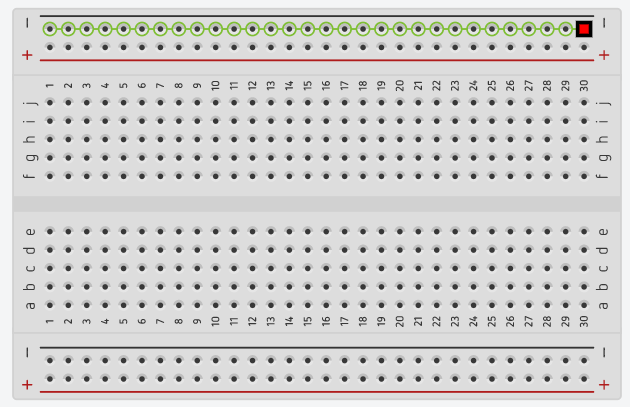 − −
+ +
1 2 3 4 5 6 7 8 9 10 11 12 13 14 15 16 17 18 19 20 21 22 23 24 25 26 27 28 29 30
j j
i i
h h
g g
f f
e e
d d
c c
b b
a a
1 2 3 4 5 6 7 8 9 10 11 12 13 14 15 16 17 18 19 20 21 22 23 24 25 26 27 28 29 30
− −
+ +